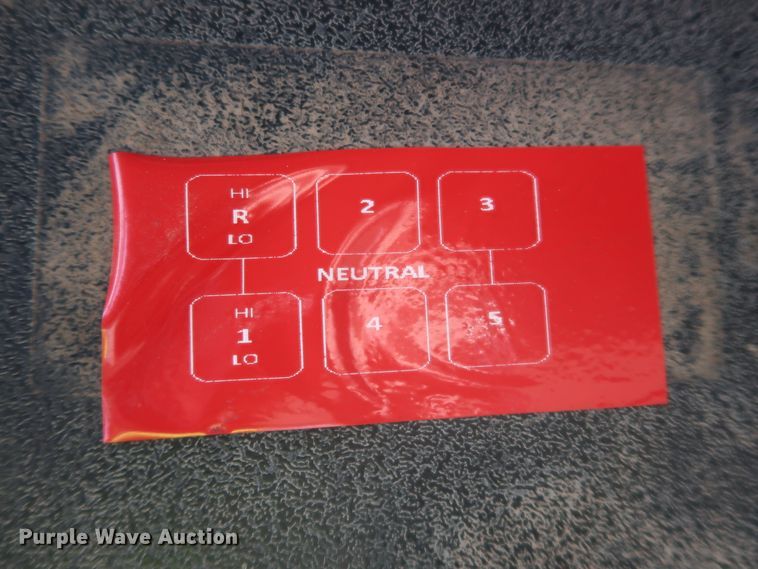 HI
R
LO
2
3
NEUTRAL
HI
1
LO
4
5
Purple Wave Auction